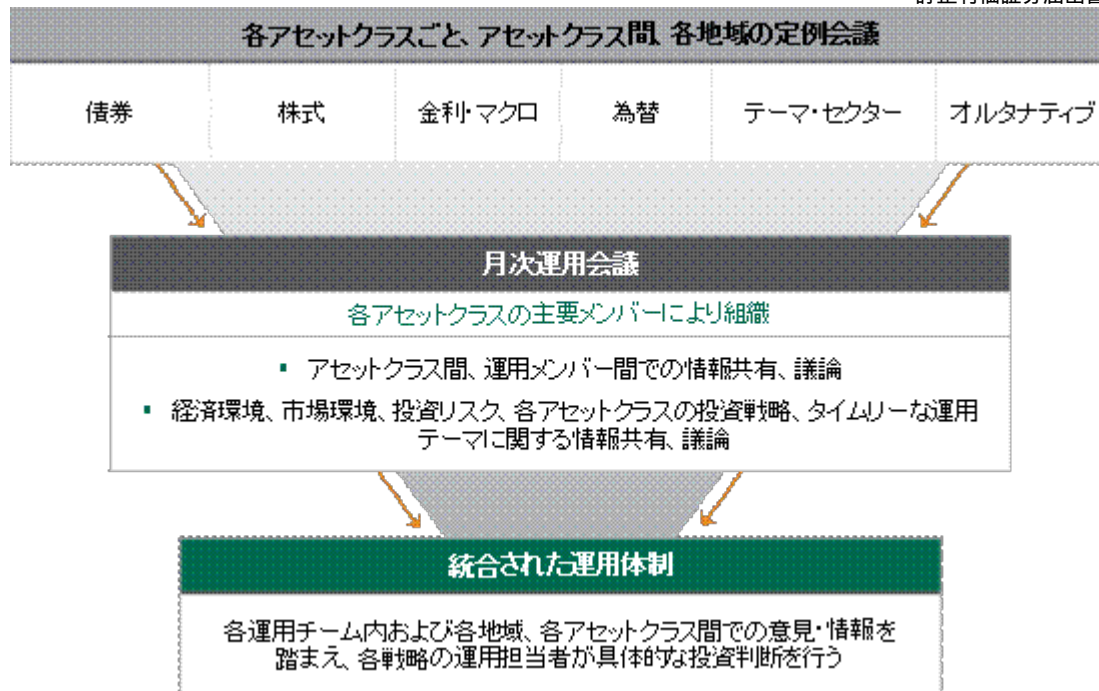 各アセットクラスごと、アセットクラス間、各地域の定例会議
債券 株式 金利・マクロ 為替 テーマ・セクター オルタナティブ
月次運用会議
各アセットクラスの主要メンバーにより組織
▪ アセットクラス間、運用メンバー間での情報共有、議論
▪ 経済環境、市場環境、投資リスク、各アセットクラスの投資戦略、タイムリーな運用
テーマに関する情報共有、議論
統合された運用体制
各運用チーム内および各地域、各アセットクラス間での意見・情報を
踏まえ、各戦略の運用担当者が具体的な投資判断を行う